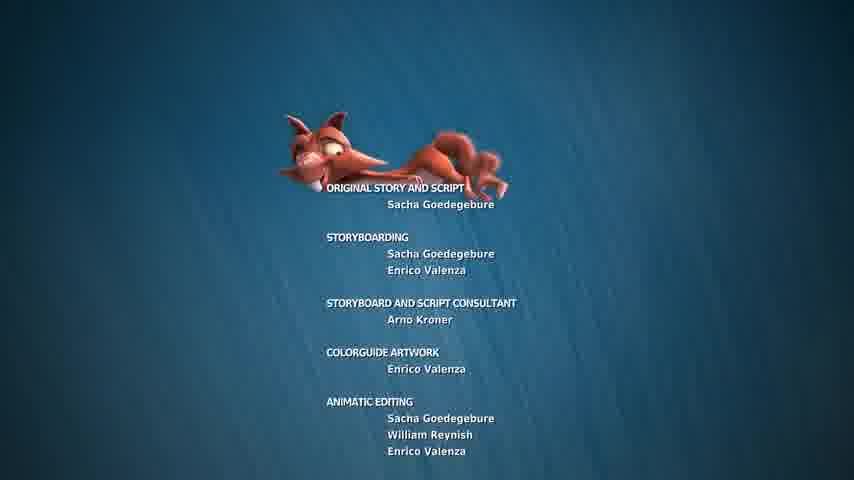 ORIGINAL STORY AND SCRIPT
Sacha Goedegebure
STORYBOARDING
Sacha Goedegebure
Enrico Valenza
STORYBOARD AND SCRIPT CONSULTANT
Arno Kroner
COLORGUIDE ARTWORK
Enrico Valenza
ANIMATIC EDITING
Sacha Goedegebure
William Reynish
Enrico Valenza